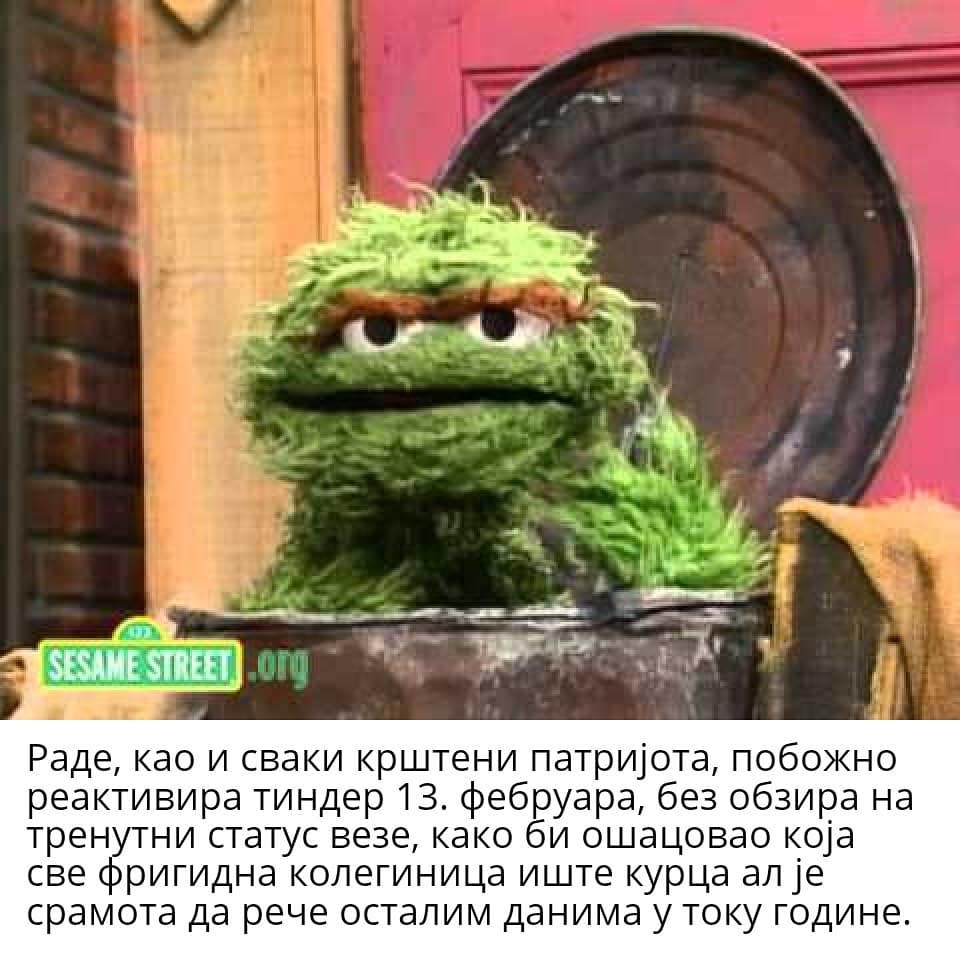 123
SESAME STREET .org
Раде, као и сваки крштени патријота, побожно
реактивира тиндер 13. фебруара, без обзира на
тренутни статус везе, како би ошацовао која
све фригидна колегиница иште курца ал је
срамота да рече осталим данима у току године.